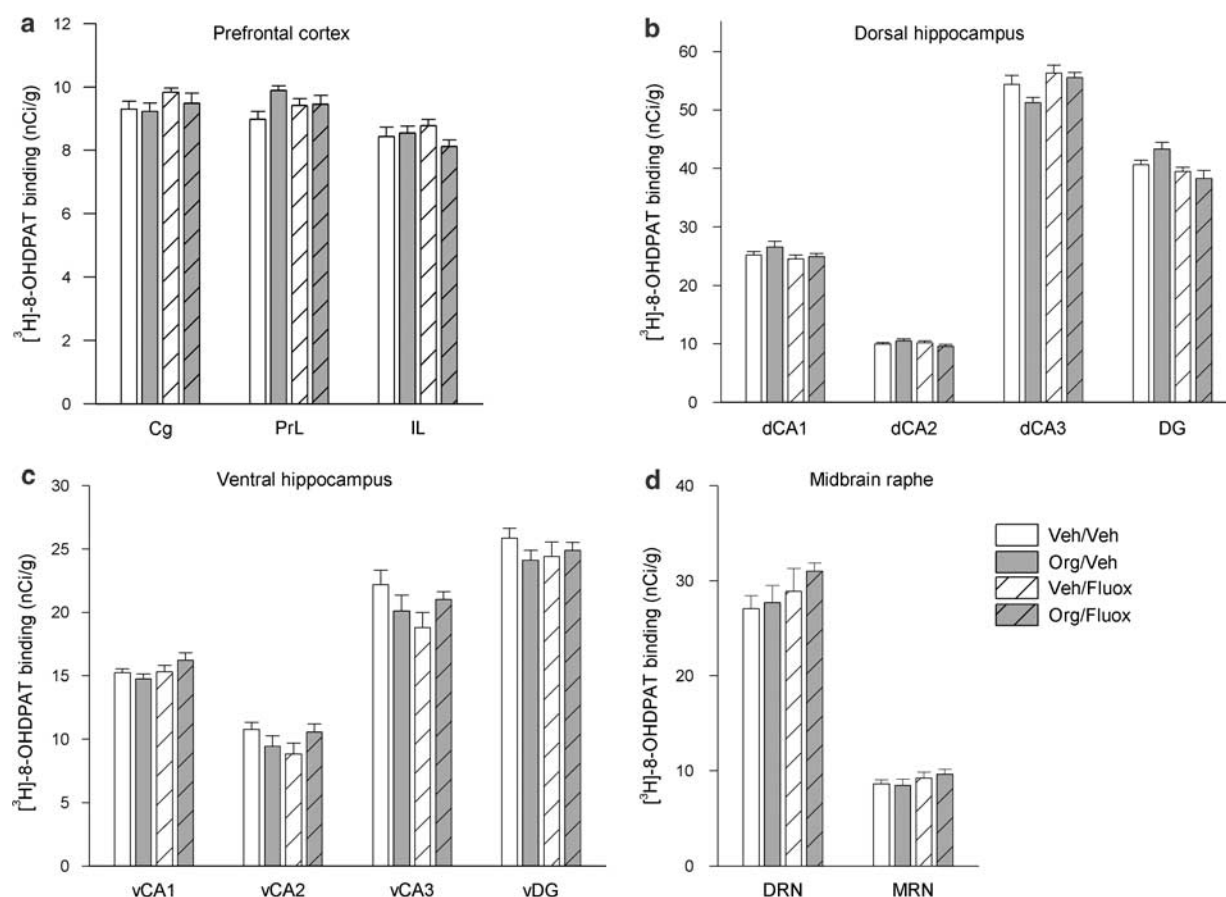 a
Prefrontal cortex
[³H]-8-OHDPAT binding (nCi/g)
12
10
8
6
4
2
0
Cg PrL IL
b
Dorsal hippocampus
[³H]-8-OHDPAT binding (nCi/g)
60
50
40
30
20
10
0
dCA1 dCA2 dCA3 DG
c
Ventral hippocampus
[³H]-8-OHDPAT binding (nCi/g)
30
25
20
15
10
5
0
vCA1 vCA2 vCA3 vDG
d
Midbrain raphe
[³H]-8-OHDPAT binding (nCi/g)
40
30
20
10
0
DRN MRN
Veh/Veh
Org/Veh
Veh/Fluox
Org/Fluox